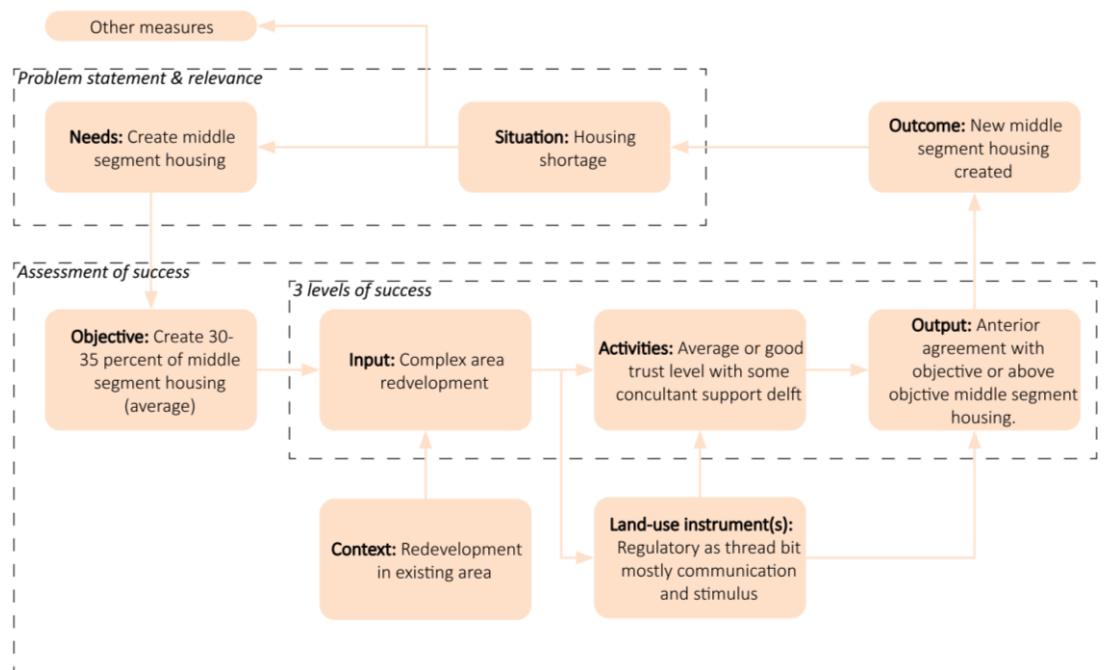 Other measures
Problem statement & relevance
Needs: Create middle
segment housing
Situation: Housing
shortage
Outcome: New middle
segment housing
created
Assessment of success
3 levels of success
Objective: Create 30-
35 percent of middle
segment housing
(average)
Input: Complex area
redvelopment
Activities: Average or good
trust level with some
concultant support delft
Output: Anterior
agreement with
objective or above
objctive middle segment
housing.
Context: Redevelopment
in existing area
Land-use instrument(s):
Regulatory as thread bit
mostly communication
and stimulus